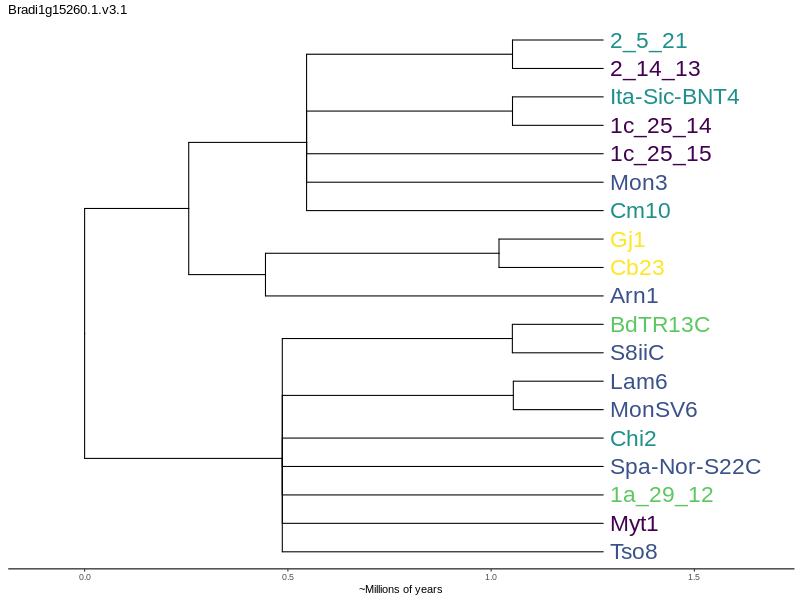 Bradi1g15260.1.v3.1
2_5_21
2_14_13
Ita-Sic-BNT4
1c_25_14
1c_25_15
Mon3
Cm10
Gj1
Cb23
Arn1
BdTR13C
S8iiC
Lam6
MonSV6
Chi2
Spa-Nor-S22C
1a_29_12
Myt1
Tso8
0.0 0.5 1.0 1.5
~Millions of years